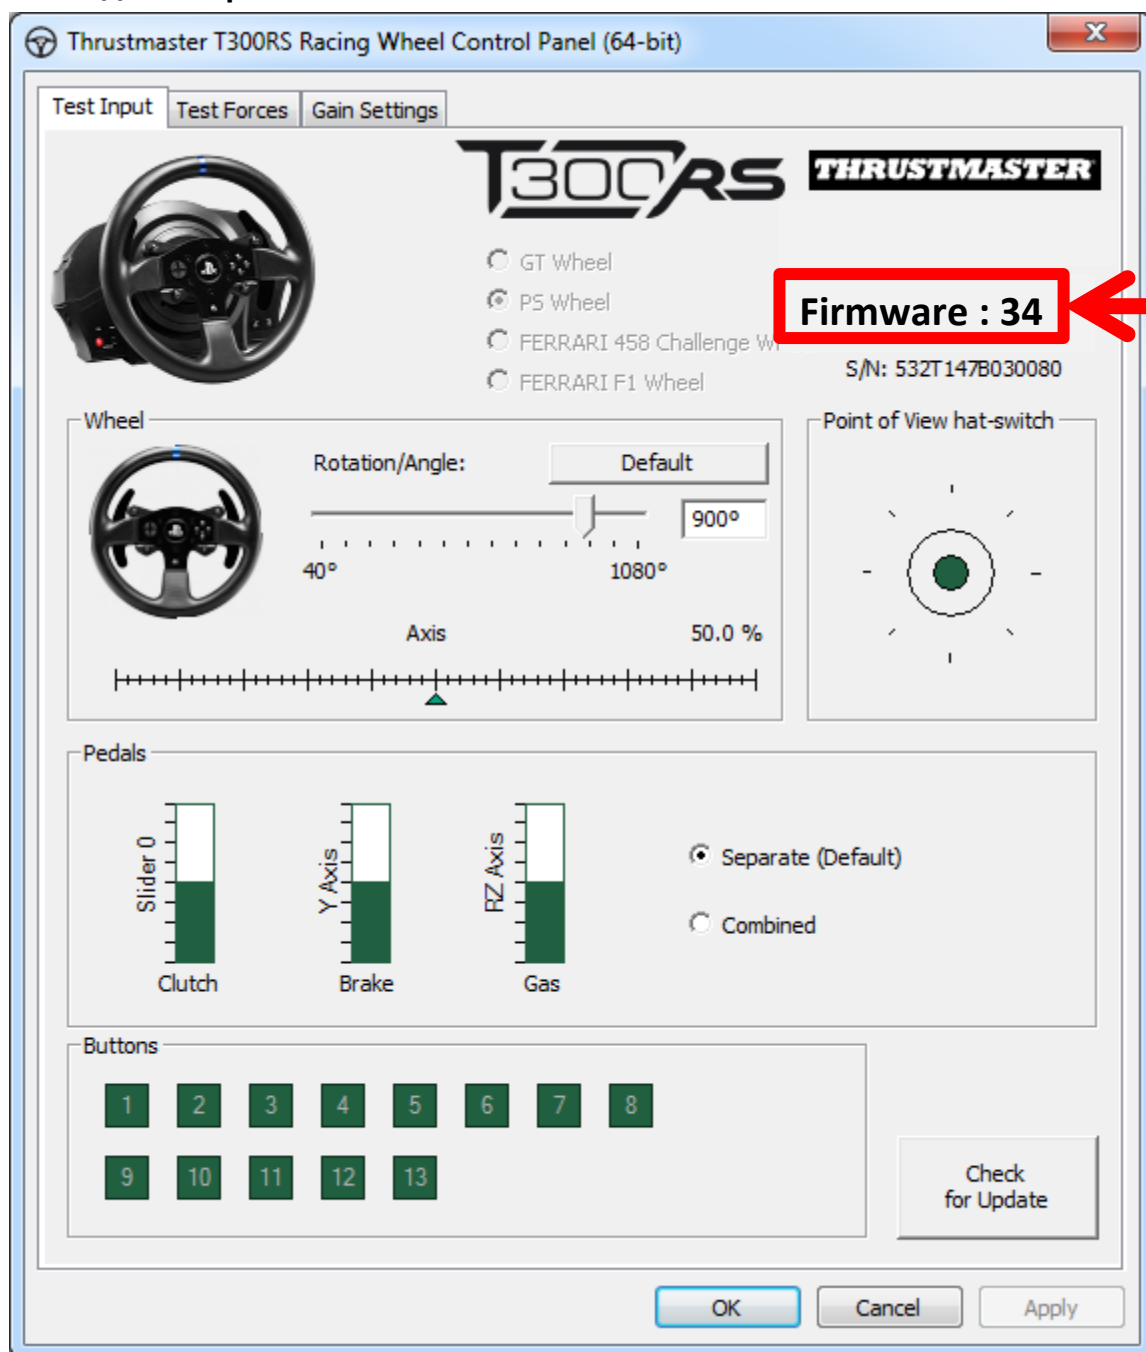 Thrustmaster T300RS Racing Wheel Control Panel (64-bit)
Test Input
Test Forces
Gain Settings
T300RS
THRUSTMASTER
GT Wheel
PS Wheel
FERRARI 458 Challenge
FERRARI F1 Wheel
Firmware : 34
S/N: 532T147B030080
Wheel
Rotation/Angle:
Default
900°
40°
1080°
Axis
50.0 %
Point of View hat-switch
Pedals
Slider 0
Clutch
Y Axis
Brake
RZ Axis
Gas
Separate (Default)
Combined
Buttons
1 2 3 4 5 6 7 8
9 10 11 12 13
Check
for Update
OK
Cancel
Apply